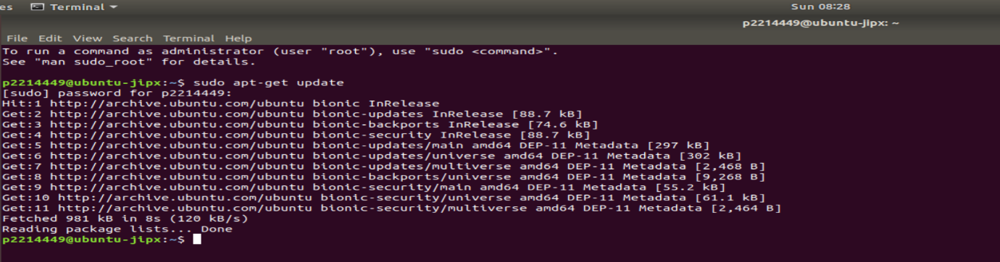 es Terminal Sun 08:28
p2214449@ubuntu-jipx: ~
File Edit View Search Terminal Help
To run a command as administrator (user "root"), use "sudo <command>".
See "man sudo_root" for details.
p2214449@ubuntu-jipx:~$ sudo apt-get update
[sudo] password for p2214449:
Hit:1 http://archive.ubuntu.com/ubuntu bionic InRelease
Get:2 http://archive.ubuntu.com/ubuntu bionic-updates InRelease [88.7 kB]
Get:3 http://archive.ubuntu.com/ubuntu bionic-backports InRelease [74.6 kB]
Get:4 http://archive.ubuntu.com/ubuntu bionic-security InRelease [88.7 kB]
Get:5 http://archive.ubuntu.com/ubuntu bionic-updates/main amd64 DEP-11 Metadata [297 kB]
Get:6 http://archive.ubuntu.com/ubuntu bionic-updates/universe amd64 DEP-11 Metadata [302 kB]
Get:7 http://archive.ubuntu.com/ubuntu bionic-updates/multiverse amd64 DEP-11 Metadata [2,468 B]
Get:8 http://archive.ubuntu.com/ubuntu bionic-backports/universe amd64 DEP-11 Metadata [9,268 B]
Get:9 http://archive.ubuntu.com/ubuntu bionic-security/main amd64 DEP-11 Metadata [55.2 kB]
Get:10 http://archive.ubuntu.com/ubuntu bionic-security/universe amd64 DEP-11 Metadata [61.1 kB]
Get:11 http://archive.ubuntu.com/ubuntu bionic-security/multiverse amd64 DEP-11 Metadata [2,464 B]
Fetched 981 kB in 8s (120 kB/s)
Reading package lists... Done
p2214449@ubuntu-jipx:~$